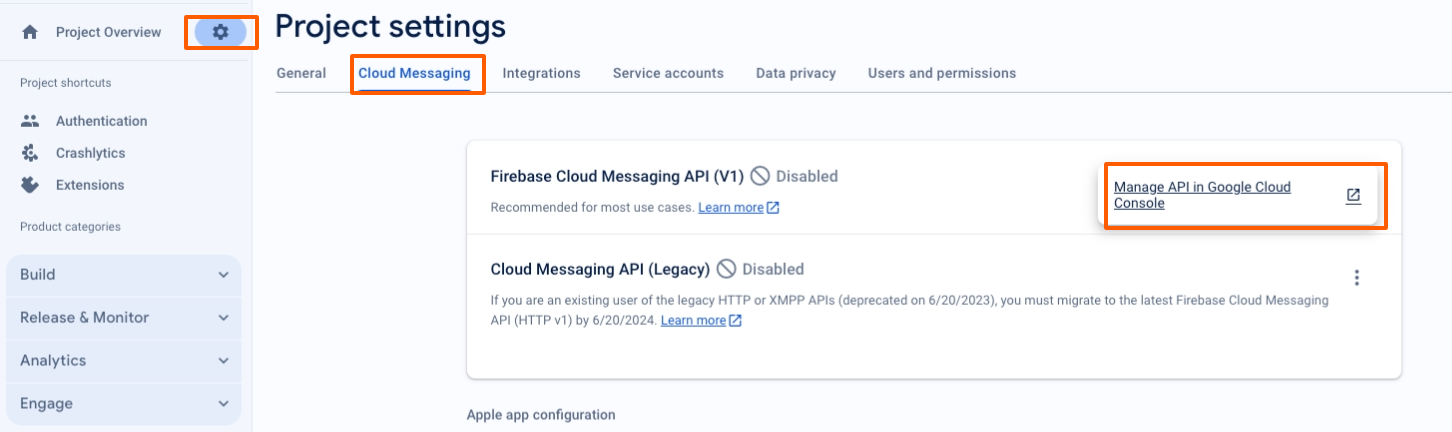 Project Overview
Project settings
General
Cloud Messaging
Integrations
Service accounts
Data privacy
Users and permissions
Project shortcuts
Authentication
Crashlytics
Extensions
Product categories
Build
Release & Monitor
Analytics
Engage
Firebase Cloud Messaging API (V1) Disabled
Recommended for most use cases. Learn more
Manage API in Google Cloud
Console
Cloud Messaging API (Legacy) Disabled
If you are an existing user of the legacy HTTP or XMPP APIs (deprecated on 6/20/2023), you must migrate to the latest Firebase Cloud Messaging
API (HTTP v1) by 6/20/2024. Learn more
Apple app configuration